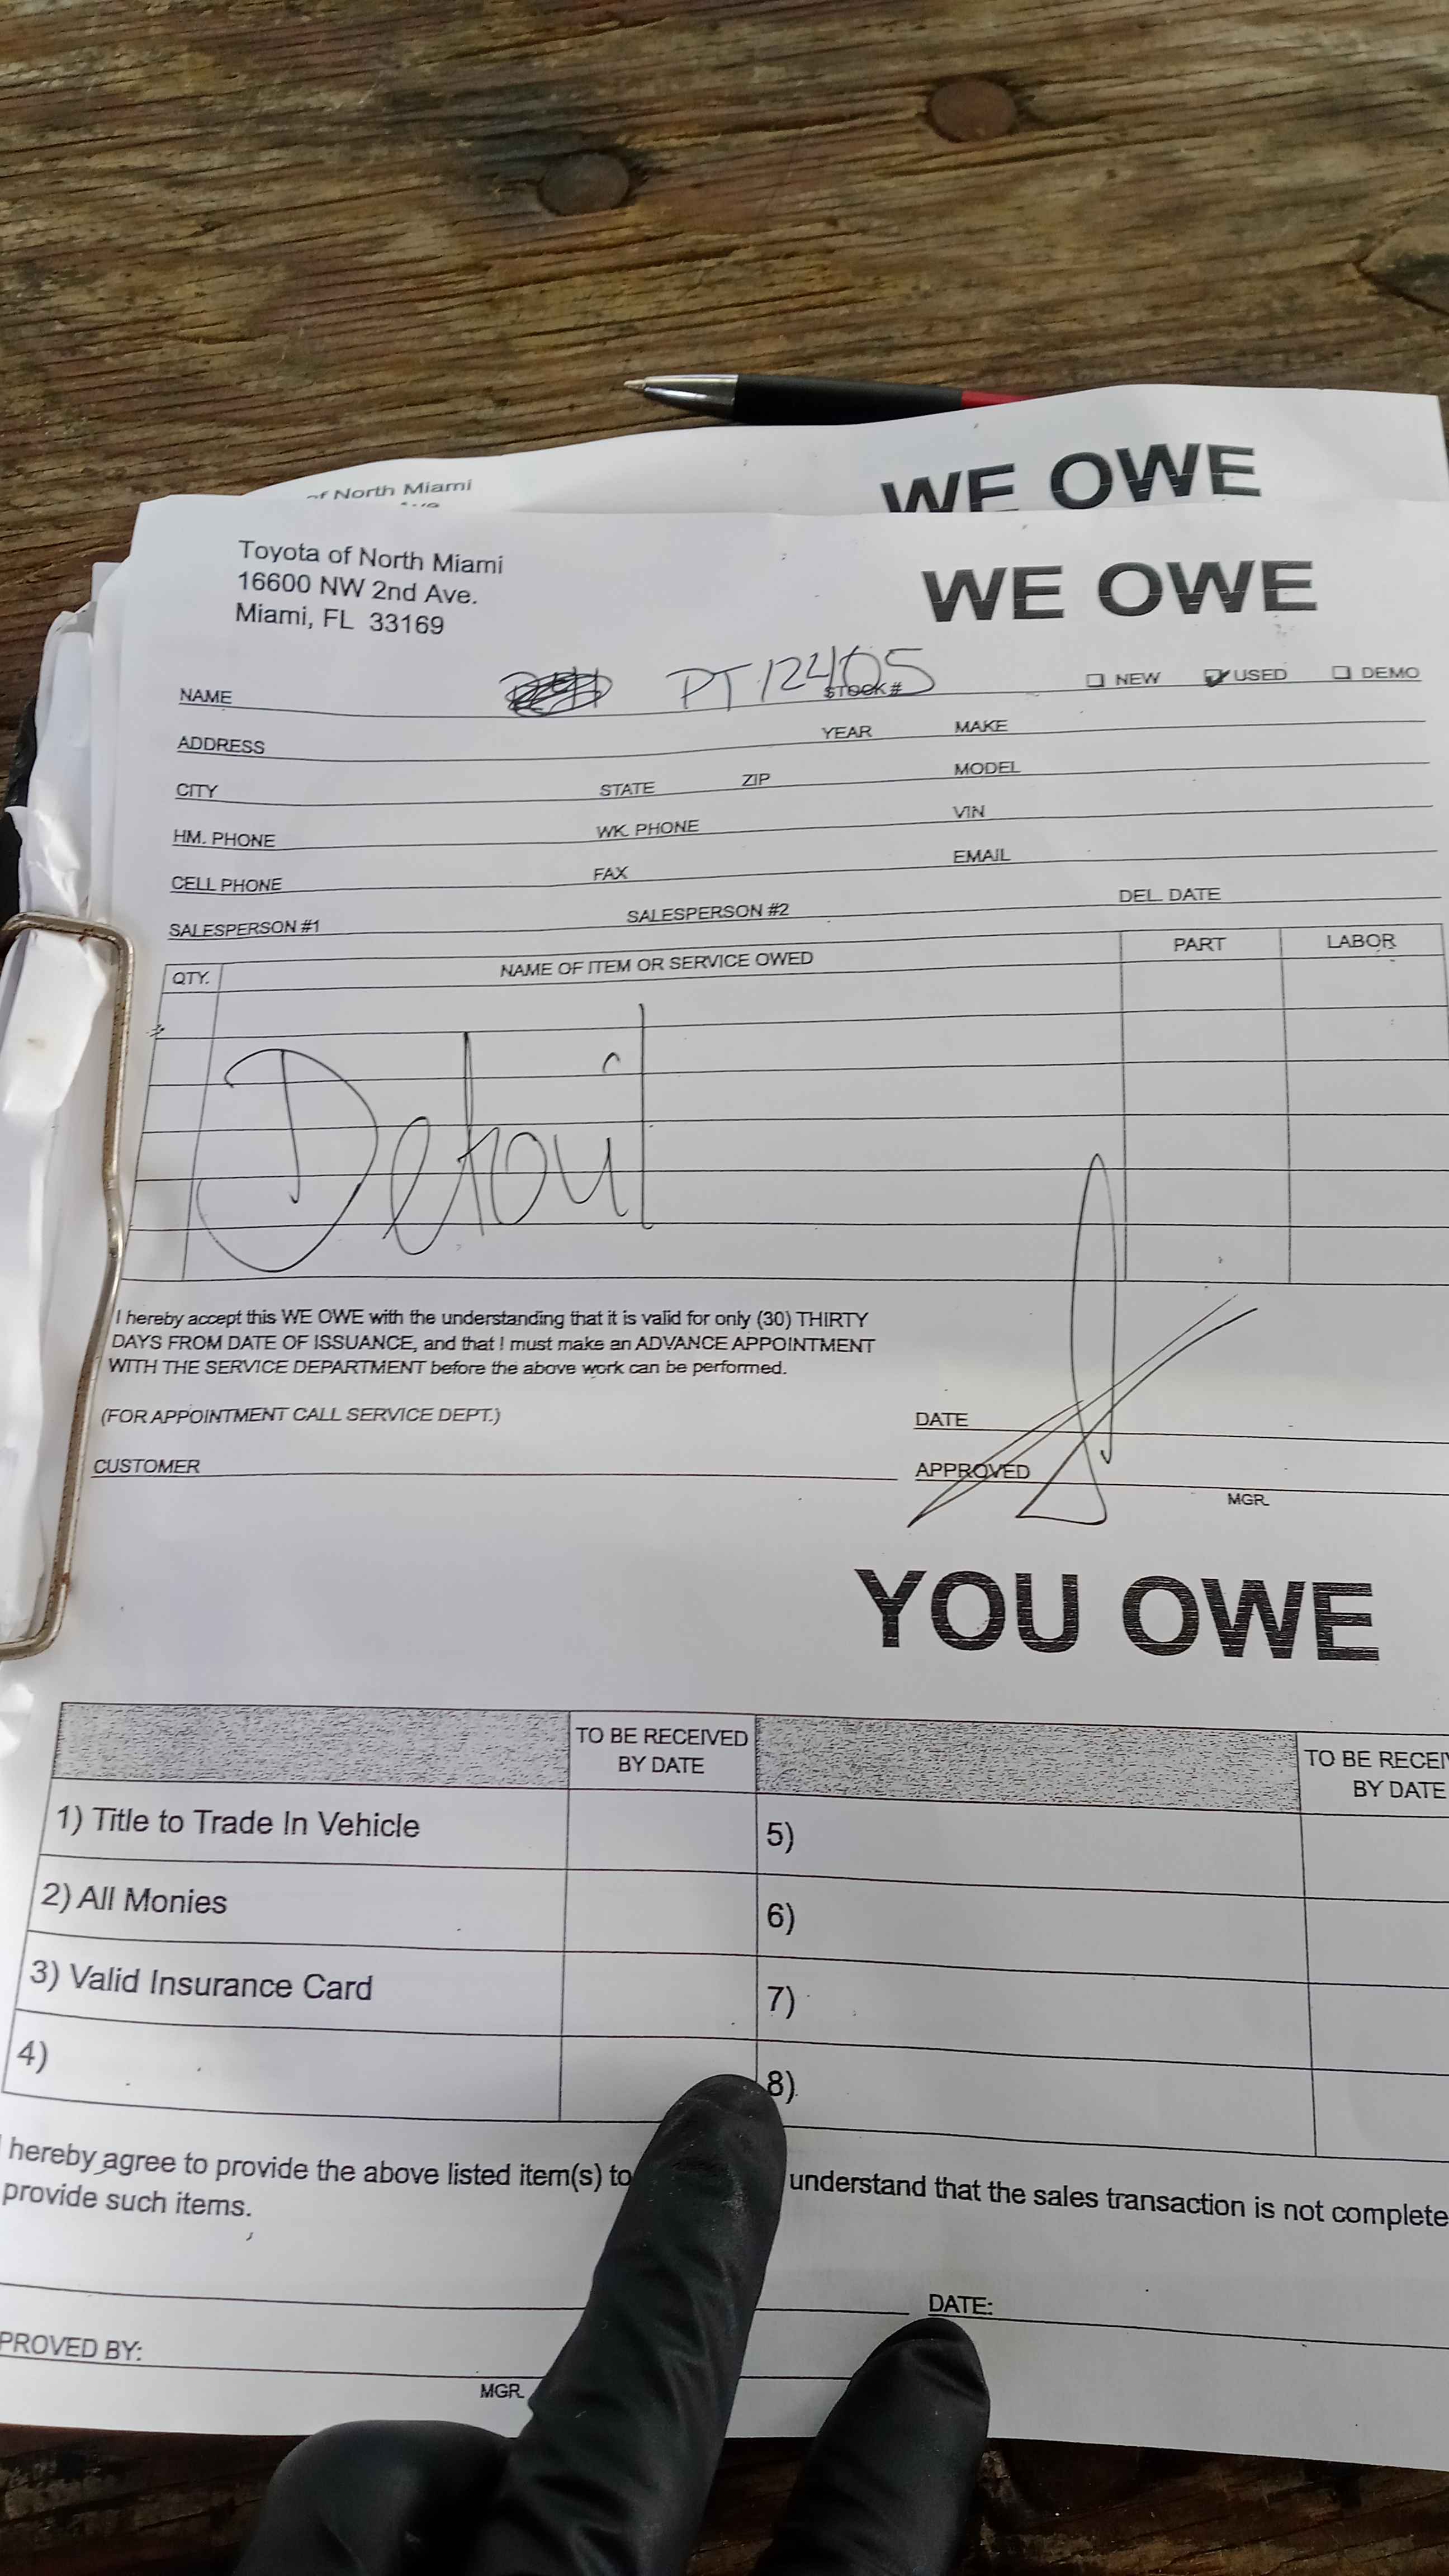 of North Miami
WE OWE
Toyota of North Miami
16600 NW 2nd Ave.
Miami, FL 33169
WE OWE
NAME PT12405 STOCK # NEW USED DEMO
ADDRESS YEAR MAKE
CITY STATE ZIP MODEL
HM. PHONE WK. PHONE VIN
CELL PHONE FAX EMAIL
SALESPERSON #1 SALESPERSON #2 DEL. DATE
QTY. NAME OF ITEM OR SERVICE OWED PART LABOR
Detail
I hereby accept this WE OWE with the understanding that it is valid for only (30) THIRTY
DAYS FROM DATE OF ISSUANCE, and that I must make an ADVANCE APPOINTMENT
WITH THE SERVICE DEPARTMENT before the above work can be performed.
(FOR APPOINTMENT CALL SERVICE DEPT.) DATE
CUSTOMER APPROVED
MGR.
YOU OWE
TO BE RECEIVED
BY DATE
TO BE RECEIV
BY DATE
1) Title to Trade In Vehicle 5)
2) All Monies 6)
3) Valid Insurance Card 7)
4) 8)
I hereby agree to provide the above listed item(s) to understand that the sales transaction is not complete
provide such items.
DATE:
PROVED BY:
MGR.